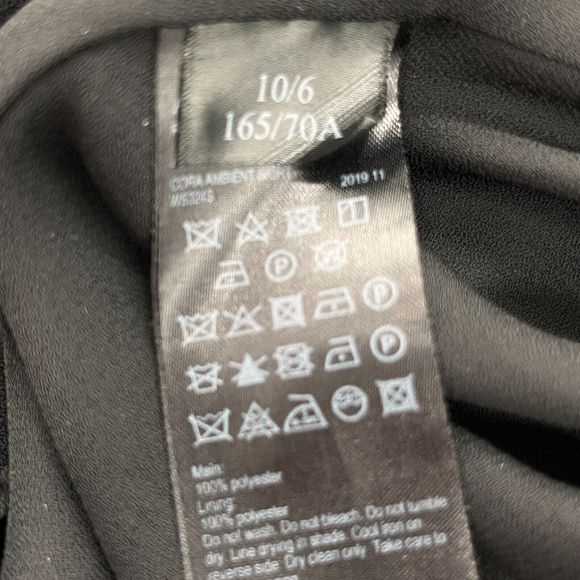 10/6
165/70A
CORA AMBIENT
2019 11
WS3245
P W
P
P
Main:
100% polyester
Lining:
100% polyester
Do not wash. Do not bleach. Do not tumble
dry. Line drying in shade. Cool iron on
reverse side. Dry clean only. Take care to